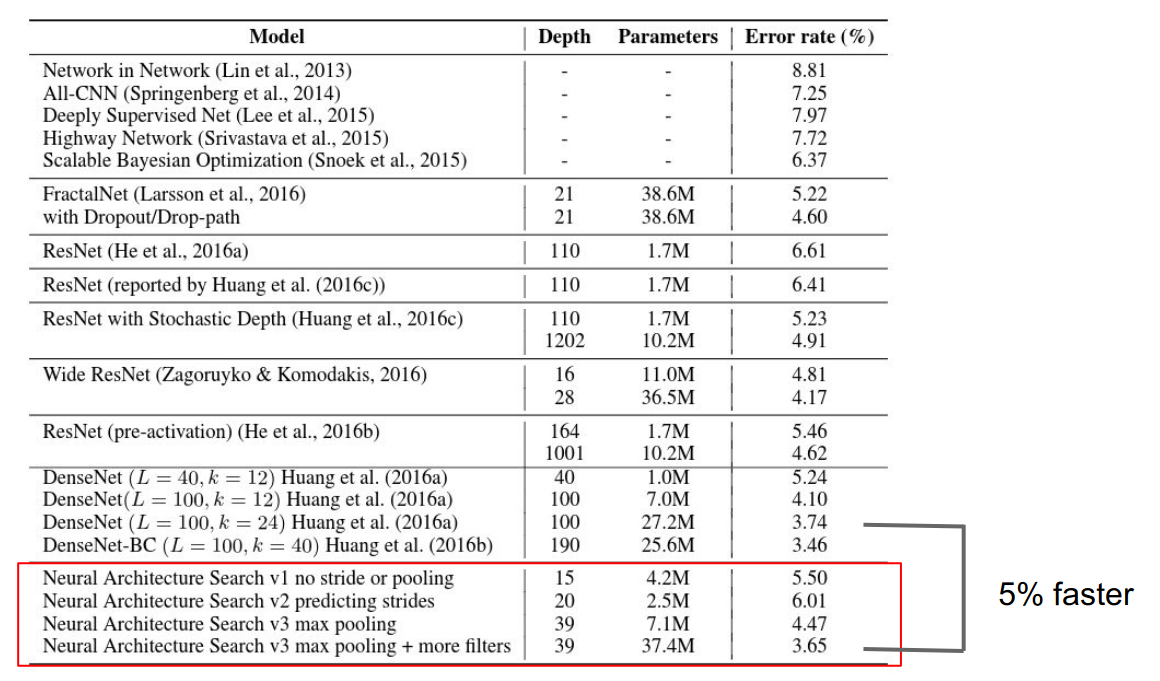 Model Depth Parameters Error rate (%)
Network in Network (Lin et al., 2013) - - 8.81
All-CNN (Springenberg et al., 2014) - - 7.25
Deeply Supervised Net (Lee et al., 2015) - - 7.97
Highway Network (Srivastava et al., 2015) - - 7.72
Scalable Bayesian Optimization (Snoek et al., 2015) - - 6.37
FractalNet (Larsson et al., 2016) 21 38.6M 5.22
with Dropout/Drop-path 21 38.6M 4.60
ResNet (He et al., 2016a) 110 1.7M 6.61
ResNet (reported by Huang et al. (2016c)) 110 1.7M 6.41
ResNet with Stochastic Depth (Huang et al., 2016c) 110 1.7M 5.23
1202 10.2M 4.91
Wide ResNet (Zagoruyko & Komodakis, 2016) 16 11.0M 4.81
28 36.5M 4.17
ResNet (pre-activation) (He et al., 2016b) 164 1.7M 5.46
1001 10.2M 4.62
DenseNet (L = 40, k = 12) Huang et al. (2016a) 40 1.0M 5.24
DenseNet(L = 100, k = 12) Huang et al. (2016a) 100 7.0M 4.10
DenseNet (L = 100, k = 24) Huang et al. (2016a) 100 27.2M 3.74
DenseNet-BC (L = 100, k = 40) Huang et al. (2016b) 190 25.6M 3.46
Neural Architecture Search v1 no stride or pooling 15 4.2M 5.50
Neural Architecture Search v2 predicting strides 20 2.5M 6.01
Neural Architecture Search v3 max pooling 39 7.1M 4.47
Neural Architecture Search v3 max pooling + more filters 39 37.4M 3.65
5% faster